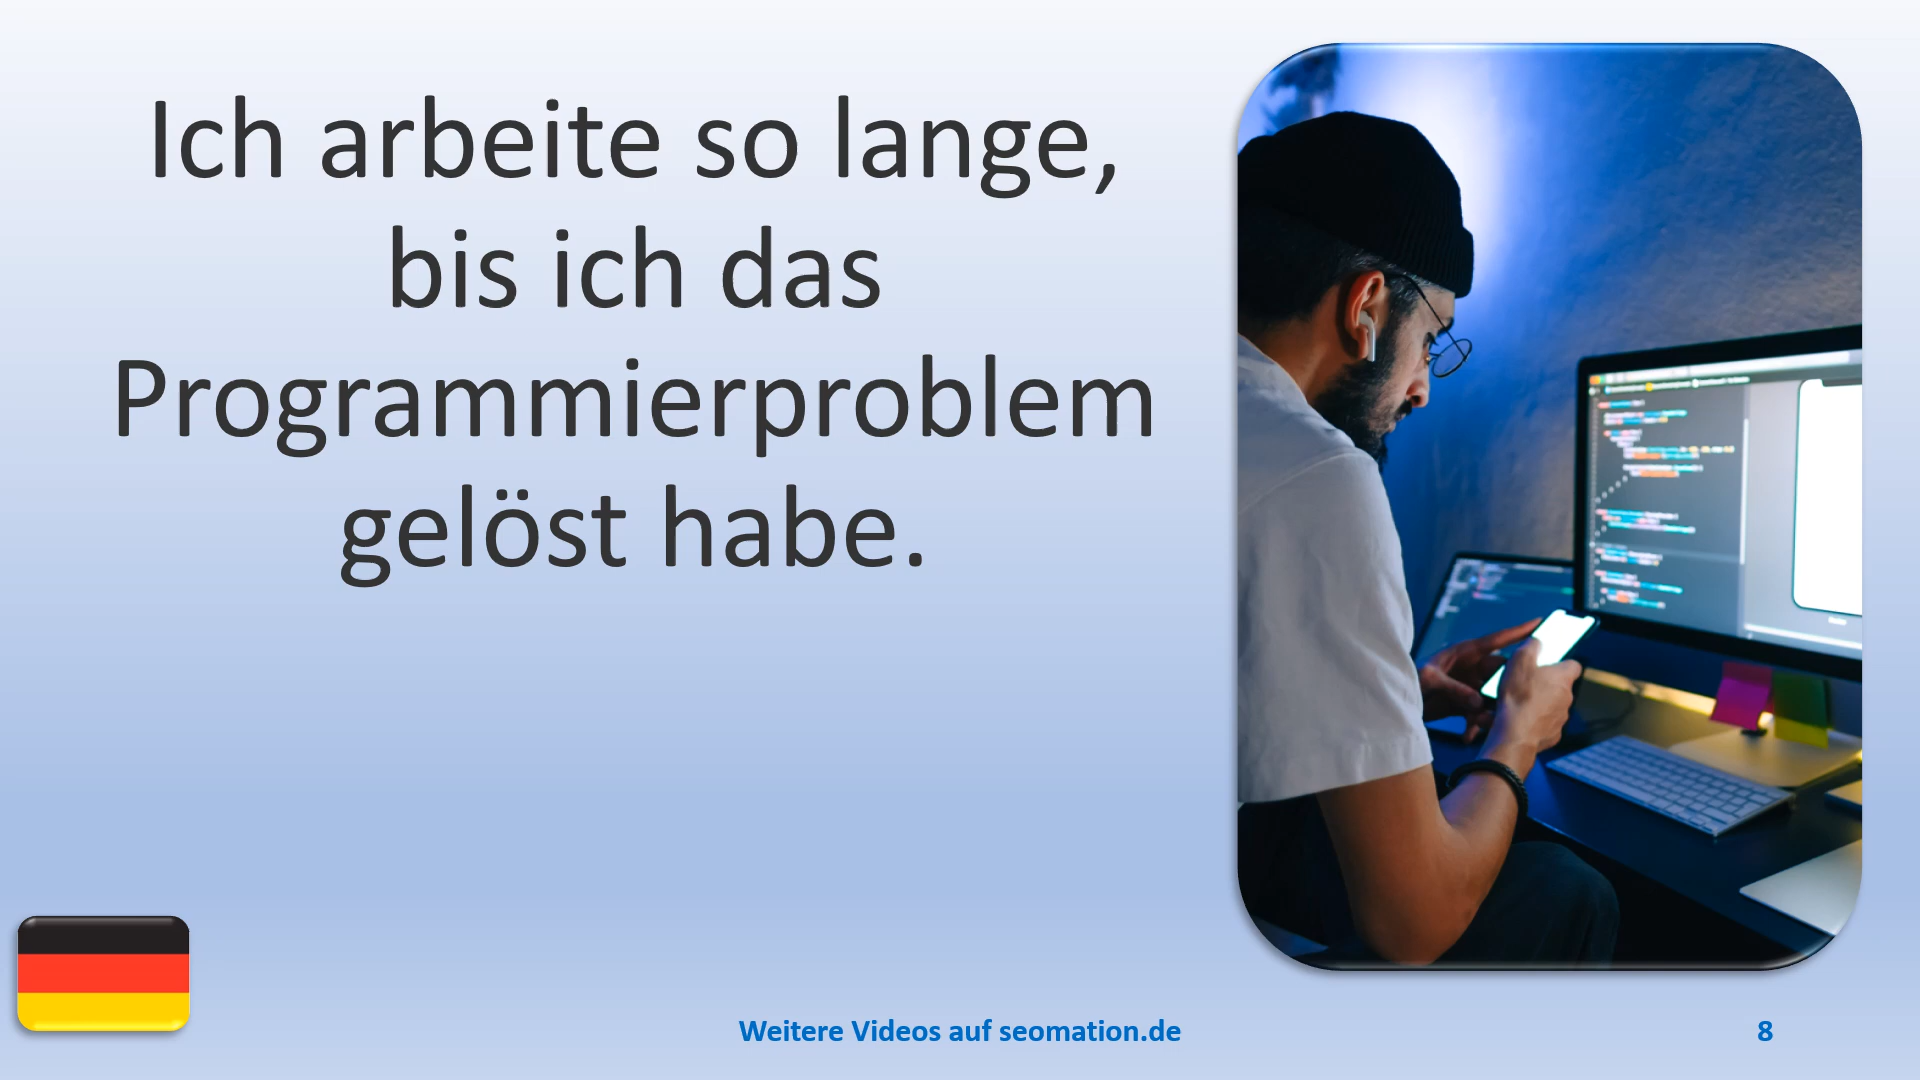 Ich arbeite so lange,
bis ich das
Programmierproblem
gelöst habe.
Weitere Videos auf seomation.de
8